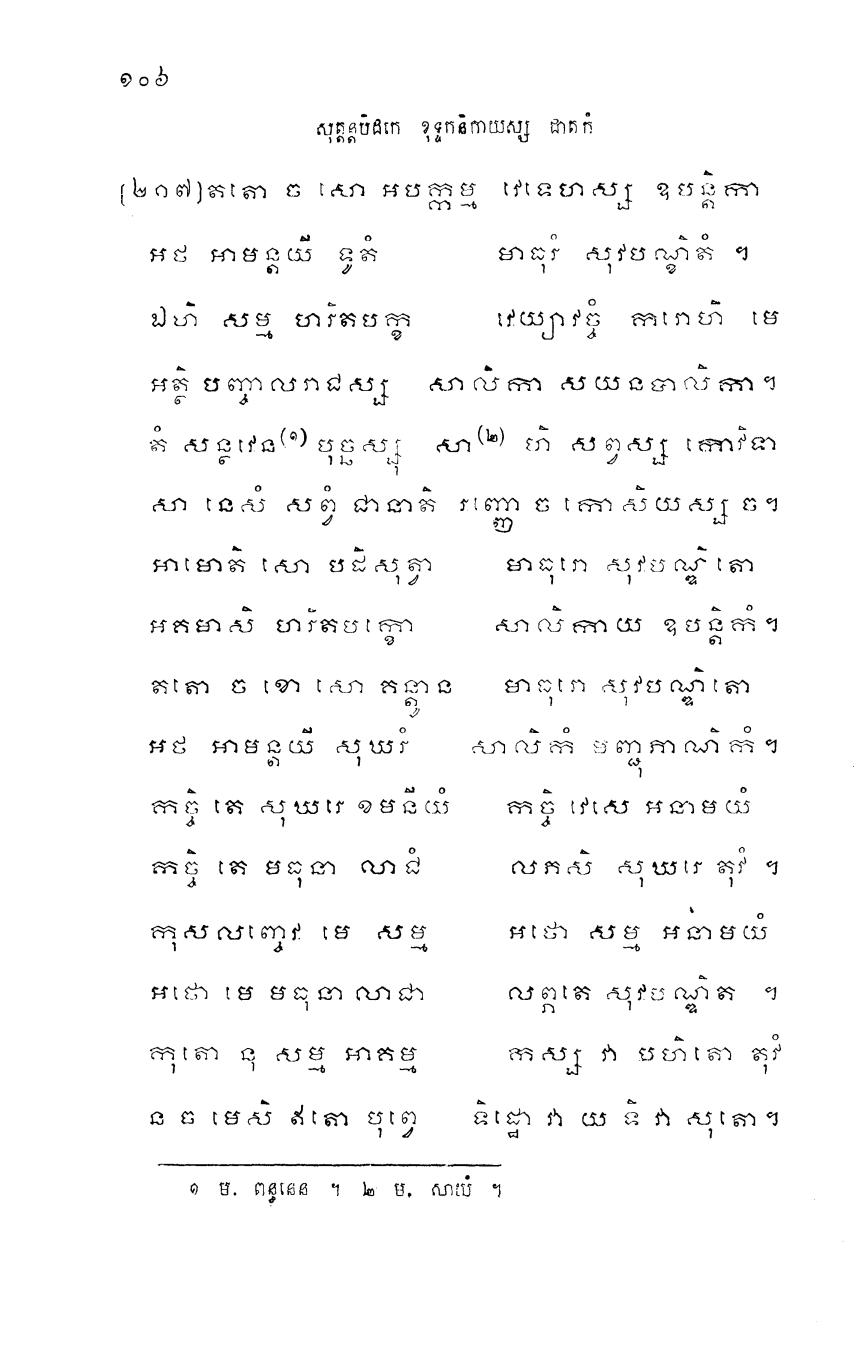 ១០៦
សុត្តន្តបិដកេ ខុទ្ទកនិកាយស្ស ជាតកំ
[២០៧] តតោ ច សោ អបក្កម្ម វេទេហស្ស ឧបន្តិកា
អថ អាមន្តយី ទូតំ មាធុរំ សុវបណ្ឌិតំ ។
ឯហិ សម្ម ហរិតបក្ខ វេយ្យាវច្ចំ ករោហិ មេ
អត្ថិ បញ្ចាលរាជស្ស សាលិកា សយនបាលិកា។
តំ សន្ថវេន(១) បុច្ឆស្សុ សា(២) ហិ សព្វស្ស កោវិទា
សា នេសំ សព្វំ ជានាតិ រញ្ញោ ច កោសិយស្ស ច។
អាមោតិ សោ បដិសុត្វា មាធុរោ សុវបណ្ឌិតោ
អគមាសិ ហរិតបក្ខោ សាលិកាយ ឧបន្តិកំ។
តតោ ច ខោ សោ គន្ត្វាន មាធុរោ សុវបណ្ឌិតោ
អថ អាមន្តយី សុឃរំ សាលិកំ មញ្ជុភាណិកំ។
កច្ចិ តេ សុឃរេ ខមនីយំ កច្ចិ វេសេ អនាមយំ
កច្ចិ តេ មធុនា លាជំ លភសិ សុឃរេ តុវំ ។
កុសលញ្ចេវ មេ សម្ម អថោ សម្ម អនាមយំ
អថោ មេ មធុនា លាជា លព្ភតេ សុវបណ្ឌិត ។
កុតោ នុ សម្ម អាគម្ម កស្ស វា បហិតោ តុវំ
ន ច មេសិ ឥតោ បុព្វេ ទិដ្ឋោ វា យទិ វា សុតោ។
១ ម. ពន្ធនេន ។ ២ ម. សាយំ ។